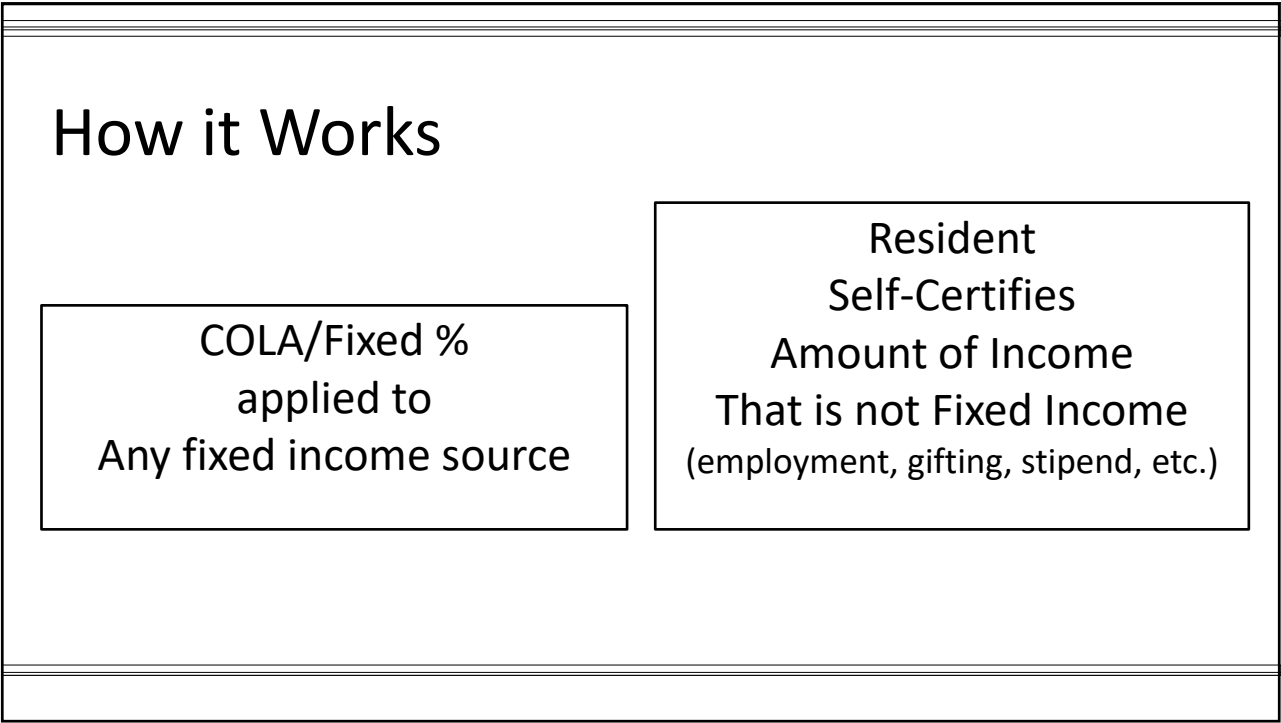 How it Works
COLA/Fixed %
applied to
Any fixed income source
Resident
Self-Certifies
Amount of Income
That is not Fixed Income
(employment, gifting, stipend, etc.)